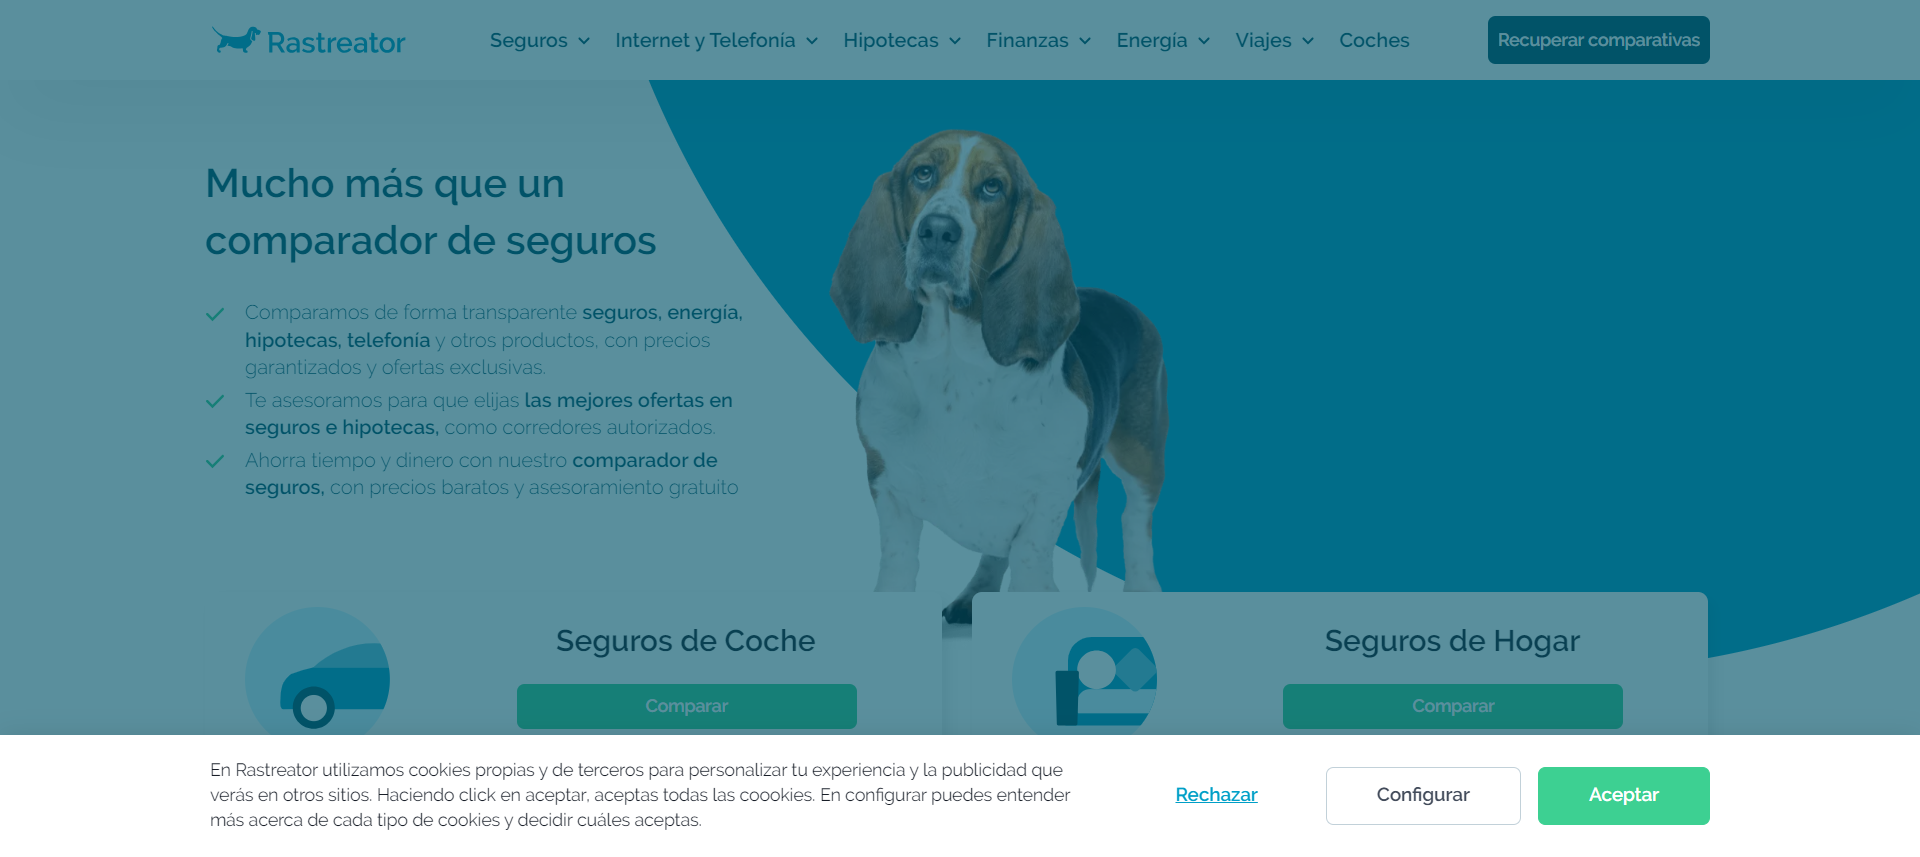 Rastreator
Seguros
Internet y Telefonía
Hipotecas
Finanzas
Energía
Viajes
Coches
Recuperar comparativas
Mucho más que un
comparador de seguros
Comparamos de forma transparente seguros, energía,
hipotecas, telefonía y otros productos, con precios
garantizados y ofertas exclusivas.
Te asesoramos para que elijas las mejores ofertas en
seguros e hipotecas, como corredores autorizados.
Ahorra tiempo y dinero con nuestro comparador de
seguros, con precios baratos y asesoramiento gratuito
Seguros de Coche
Comparar
Seguros de Hogar
Comparar
En Rastreator utilizamos cookies propias y de terceros para personalizar tu experiencia y la publicidad que
verás en otros sitios. Haciendo click en aceptar, aceptas todas las coookies. En configurar puedes entender
más acerca de cada tipo de cookies y decidir cuáles aceptas.
Rechazar
Configurar
Aceptar